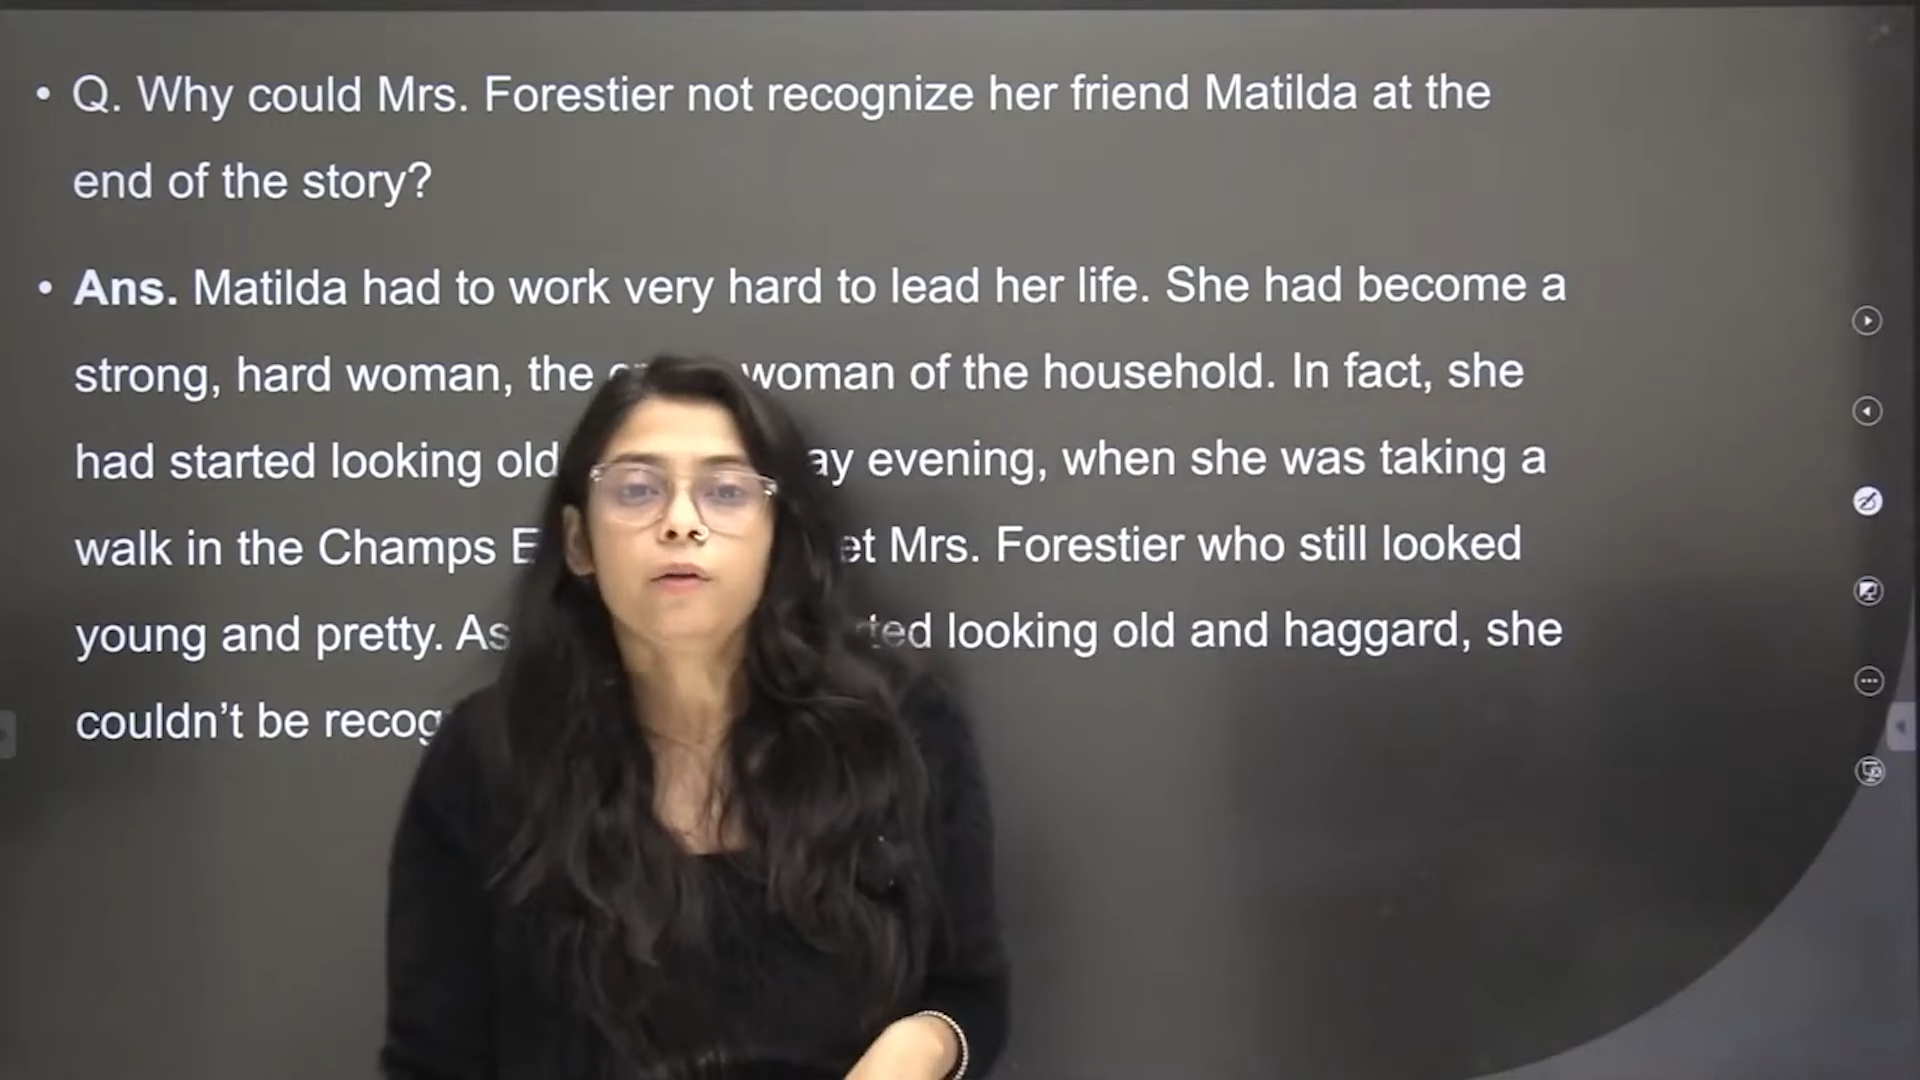 • Q. Why could Mrs. Forestier not recognize her friend Matilda at the
end of the story?
• Ans. Matilda had to work very hard to lead her life. She had become a
strong, hard woman, the woman of the household. In fact, she
had started looking old evening, when she was taking a
walk in the Champs Mrs. Forestier who still looked
young and pretty. As looking old and haggard, she
couldn’t be